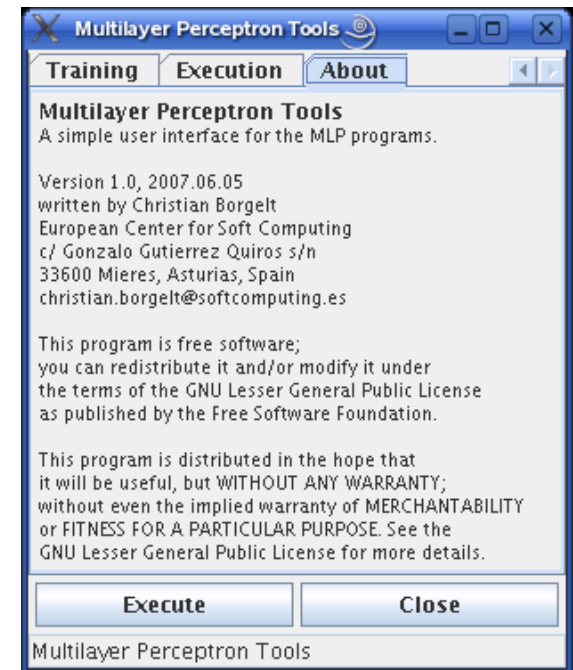 Multilayer Perceptron Tools
Training Execution About
Multilayer Perceptron Tools
A simple user interface for the MLP programs.
Version 1.0, 2007.06.05
written by Christian Borgelt
European Center for Soft Computing
c/ Gonzalo Gutierrez Quiros s/n
33600 Mieres, Asturias, Spain
christian.borgelt@softcomputing.es
This program is free software;
you can redistribute it and/or modify it under
the terms of the GNU Lesser General Public License
as published by the Free Software Foundation.
This program is distributed in the hope that
it will be useful, but WITHOUT ANY WARRANTY;
without even the implied warranty of MERCHANTABILITY
or FITNESS FOR A PARTICULAR PURPOSE. See the
GNU Lesser General Public License for more details.
Execute Close
Multilayer Perceptron Tools